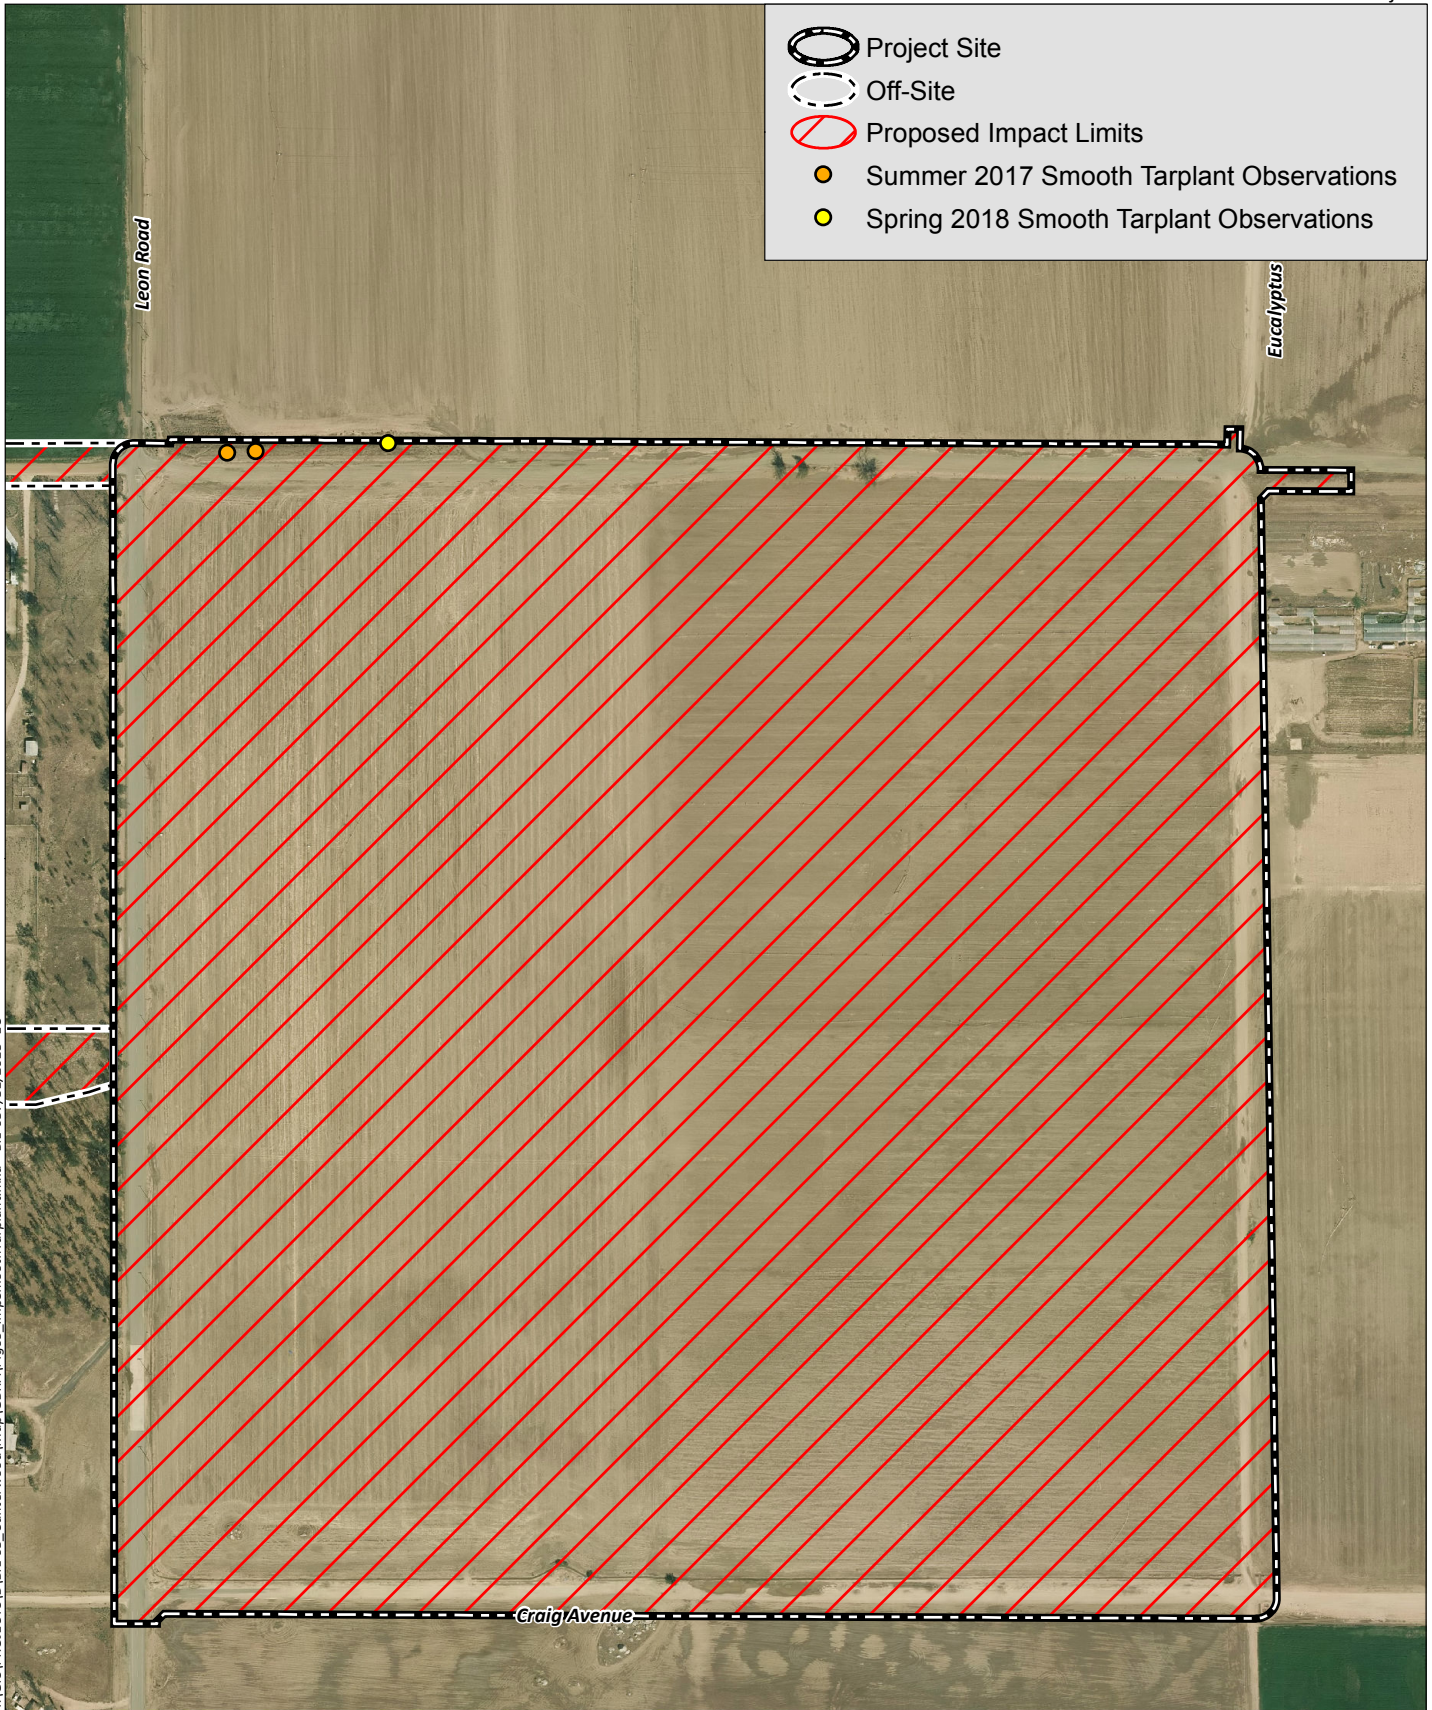 Project Site
Off-Site
Proposed Impact Limits
Summer 2017 Smooth Tarplant Observations
Spring 2018 Smooth Tarplant Observations
Leon Road
Eucalyptus
Craig Avenue